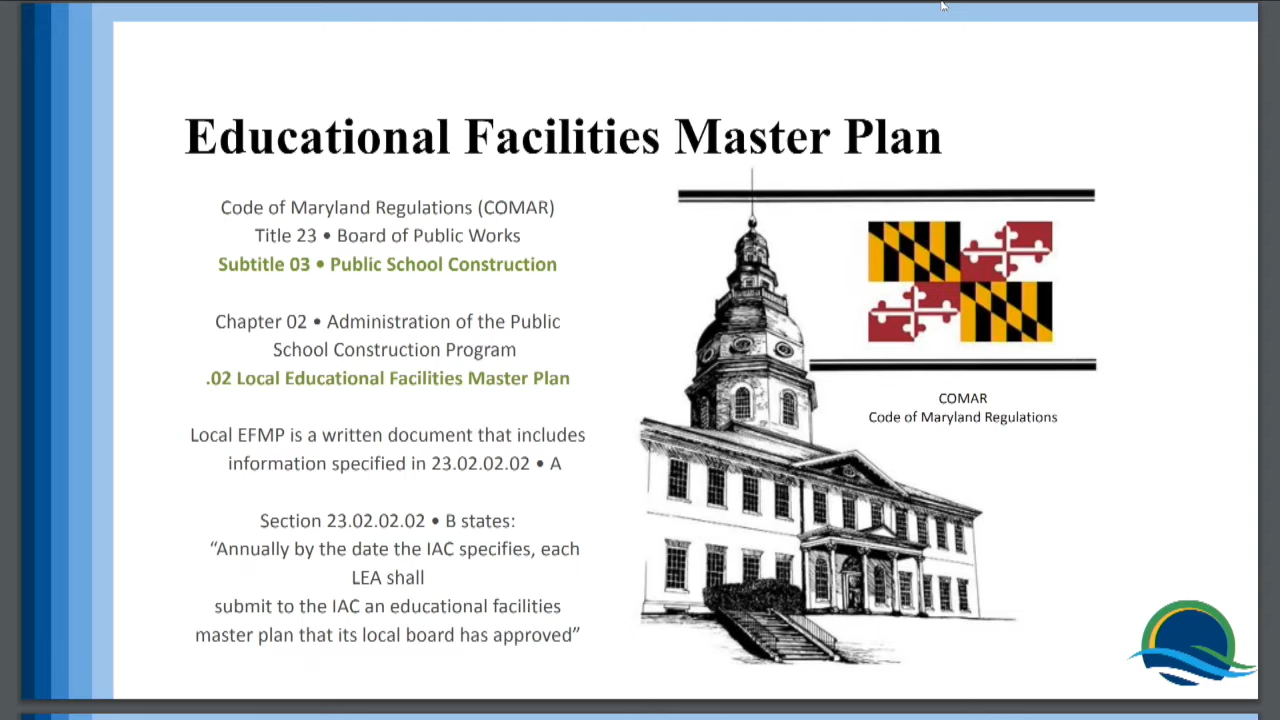 Educational Facilities Master Plan
Code of Maryland Regulations (COMAR)
Title 23 • Board of Public Works
Subtitle 03 • Public School Construction
Chapter 02 • Administration of the Public
School Construction Program
.02 Local Educational Facilities Master Plan
Local EFMP is a written document that includes
information specified in 23.02.02.02 • A
Section 23.02.02.02 • B states:
“Annually by the date the IAC specifies, each
LEA shall
submit to the IAC an educational facilities
master plan that its local board has approved”
COMAR
Code of Maryland Regulations